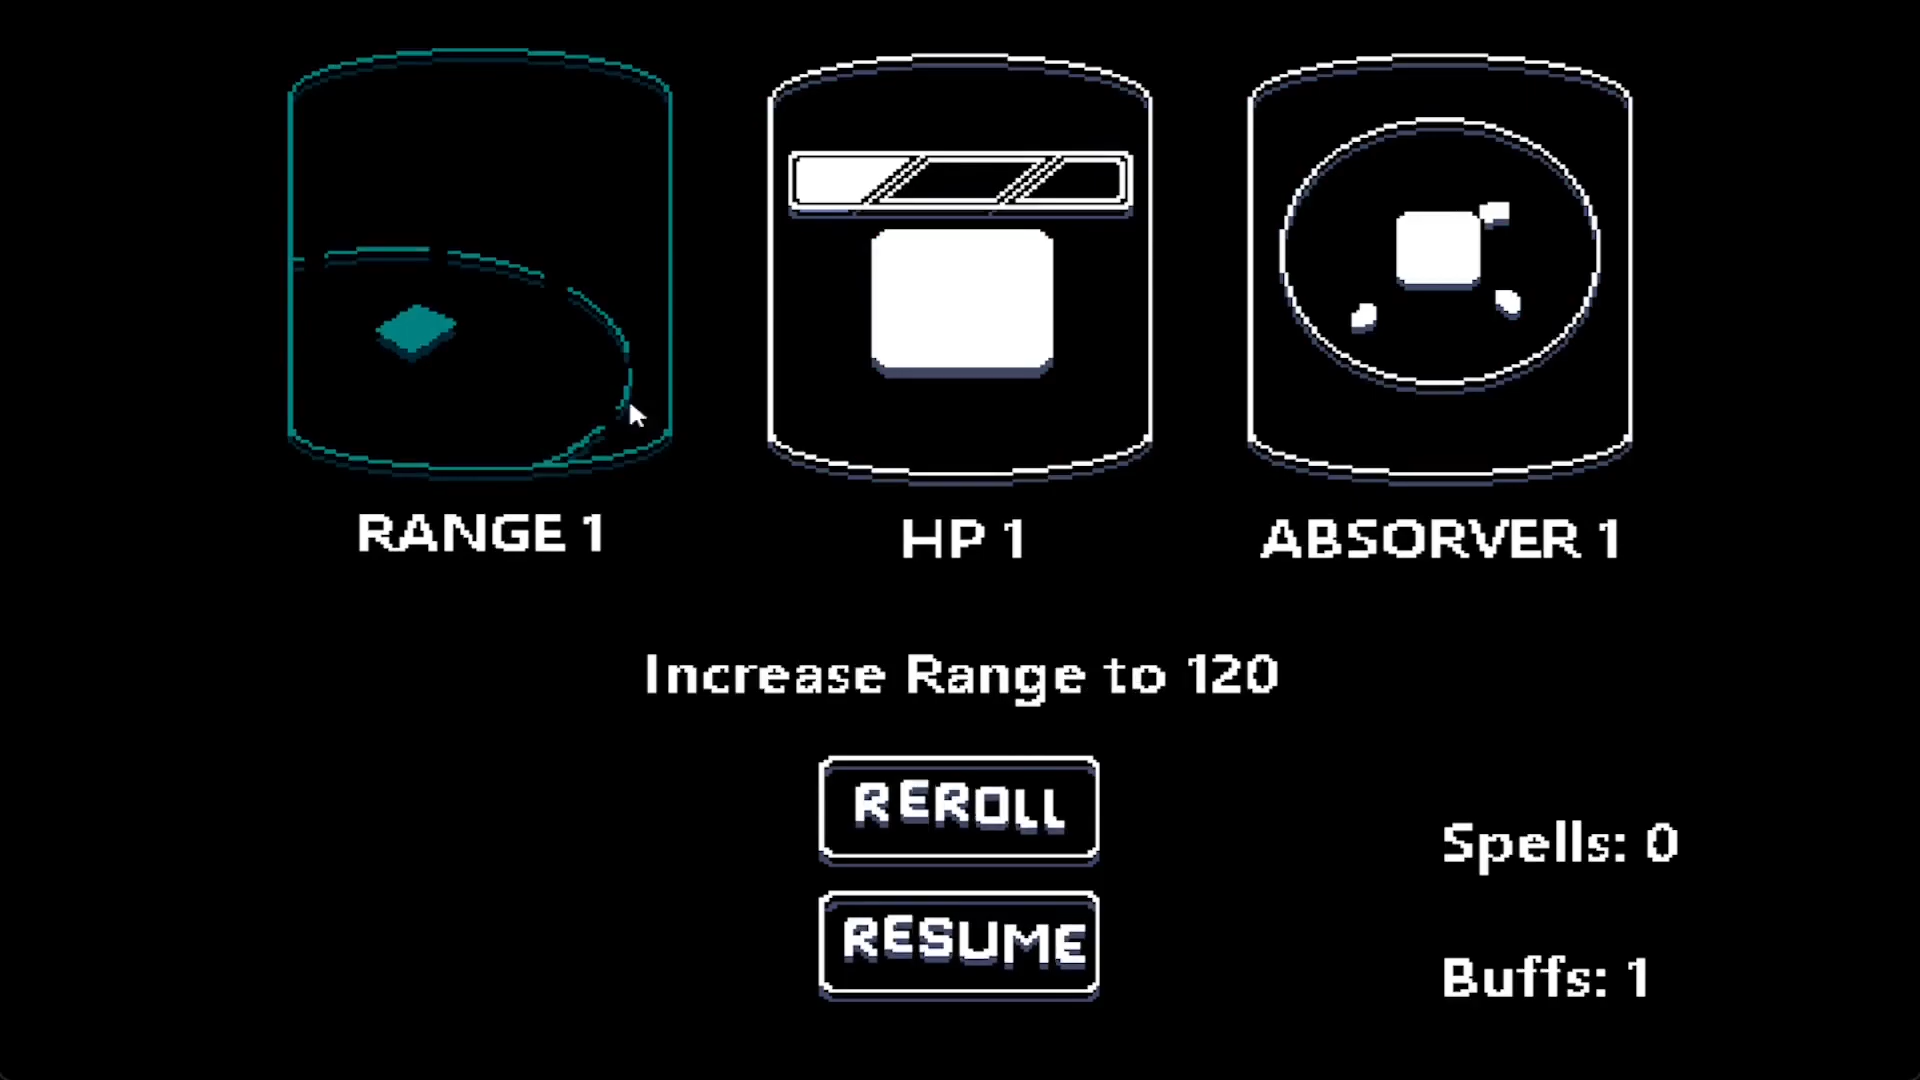 RANGE 1
HP 1
ABSORVER 1
Increase Range to 120
REROLL
RESUME
Spells: 0
Buffs: 1